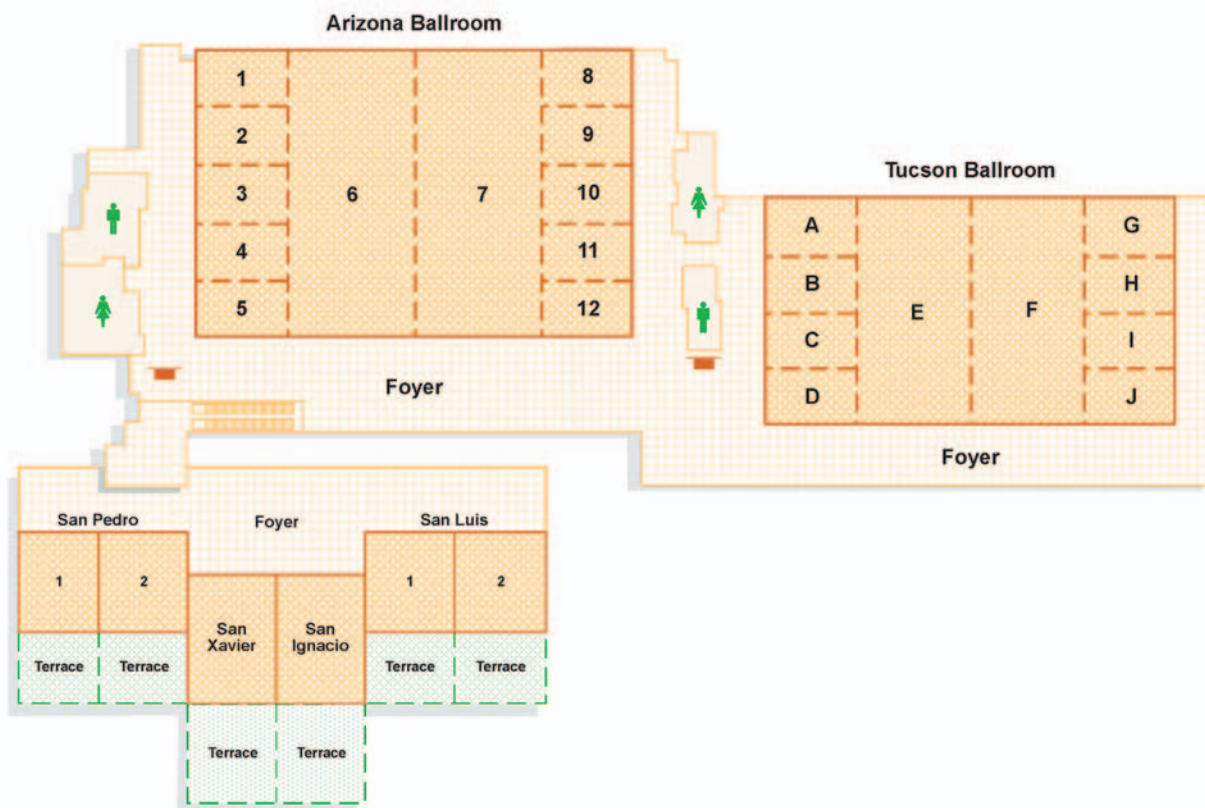 Arizona Ballroom
1
2
3
4
5
6
7
8
9
10
11
12
Foyer
Tucson Ballroom
A
B
C
D
E
F
G
H
I
J
Foyer
San Pedro
Foyer
San Luis
1
2
San
Xavier
San
Ignacio
1
2
Terrace
Terrace
Terrace
Terrace
Terrace
Terrace